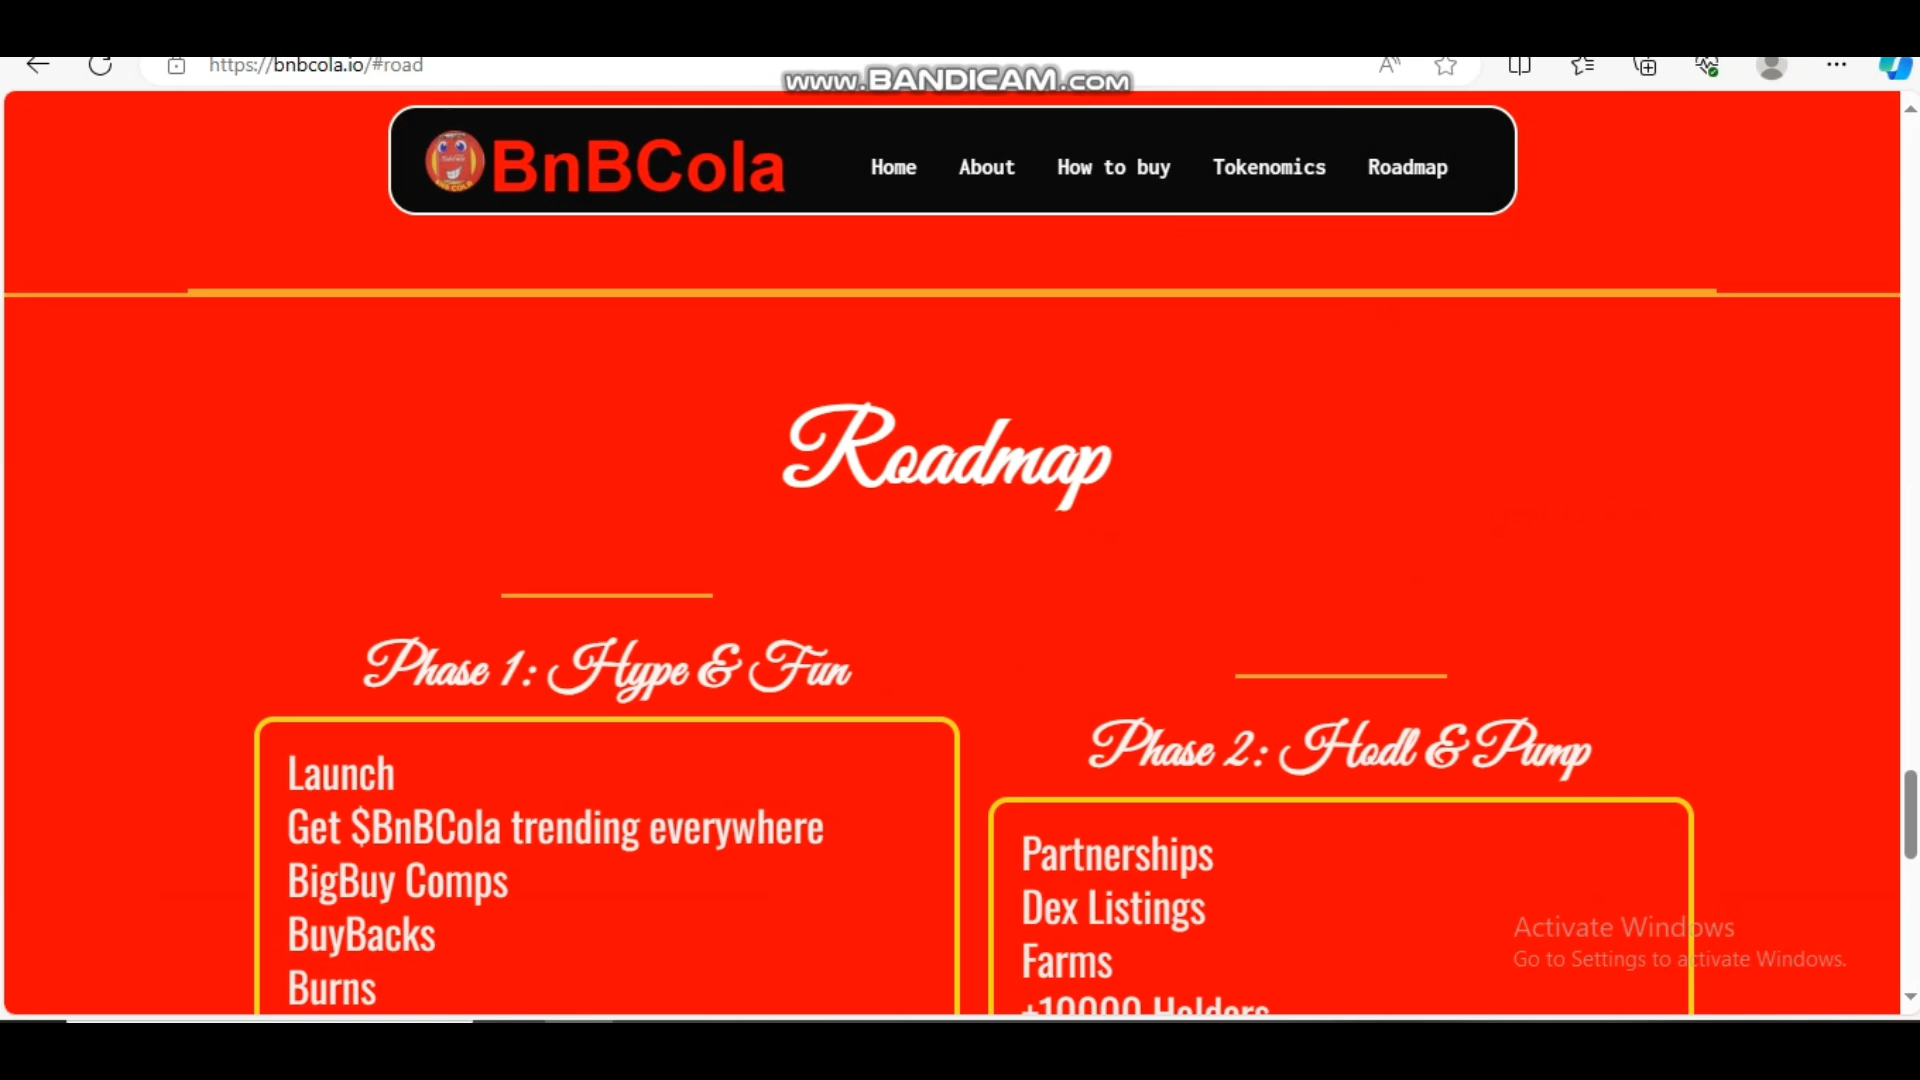 https://bnbcola.io/#road
www.BANDICAM.com
BnBCola
Home About How to buy Tokenomics Roadmap
Roadmap
Phase 1: Hype & Fun
Launch
Get $BnBCola trending everywhere
BigBuy Comps
BuyBacks
Burns
Phase 2: Hodl & Pump
Partnerships
Dex Listings
Farms
+10000 Holders
Activate Windows
Go to Settings to activate Windows.